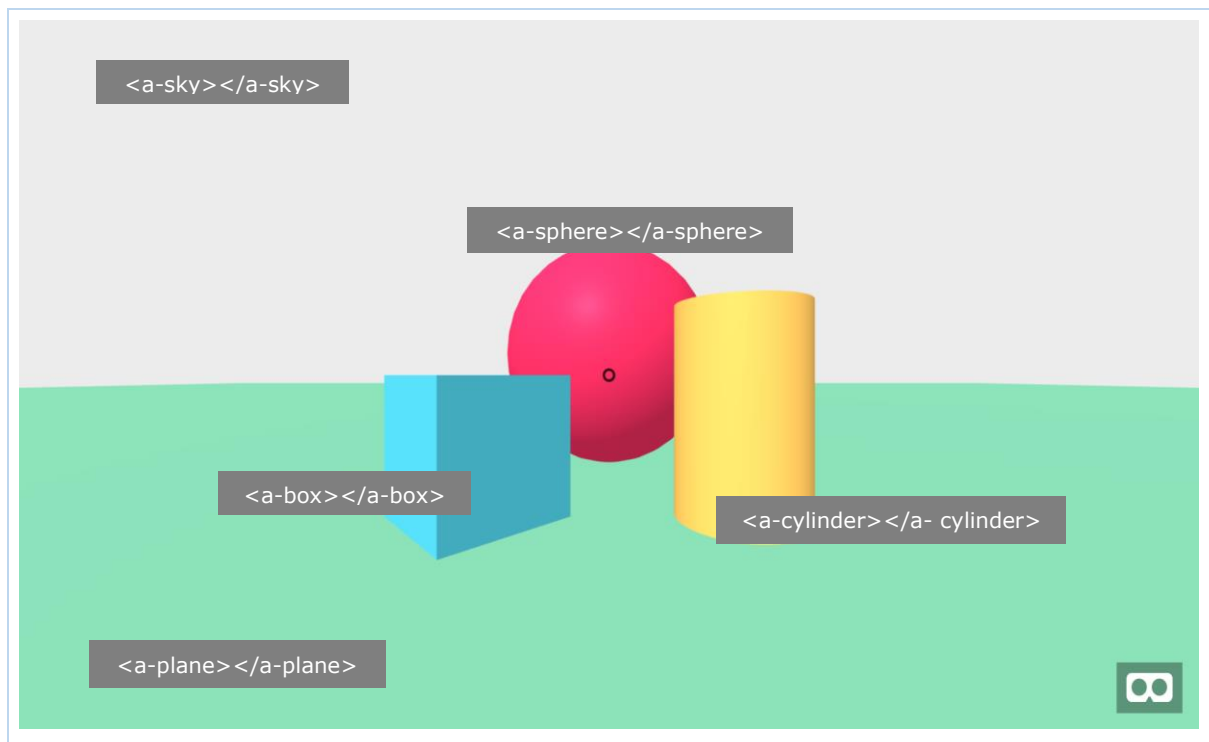 <a-sky></a-sky>
<a-sphere></a-sphere>
<a-box></a-box>
<a-cylinder></a- cylinder>
<a-plane></a-plane>